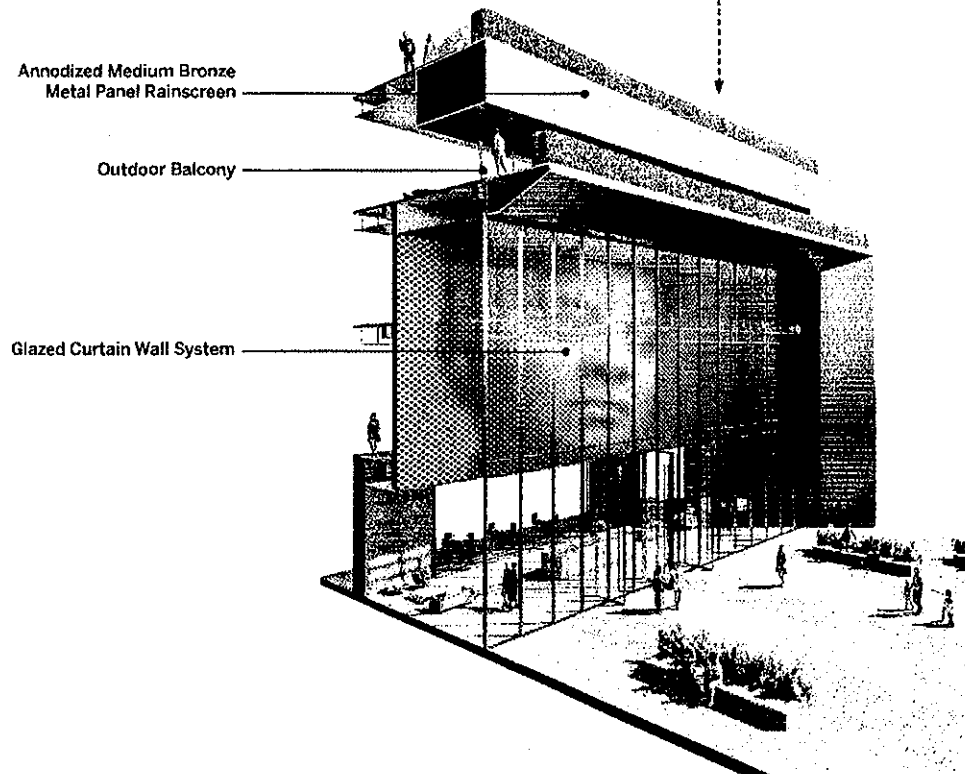 Annodized Medium Bronze
Metal Panel Rainscreen
Outdoor Balcony
Glazed Curtain Wall System